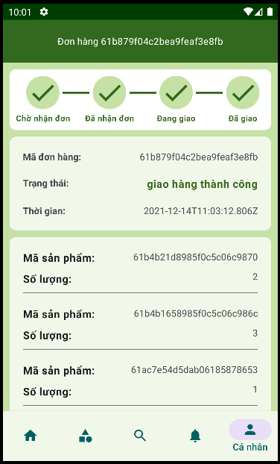 10:01
Đơn hàng 61b879f04c2bea9feaf3e8fb
Chờ nhận đơn Đã nhận đơn Đang giao Đã giao
Mã đơn hàng: 61b879f04c2bea9feaf3e8fb
Trạng thái: giao hàng thành công
Thời gian: 2021-12-14T11:03:12.806Z
Mã sản phẩm: 61b4b21d8985f0c5c06c9870
Số lượng: 2
Mã sản phẩm: 61b4b1658985f0c5c06c986c
Số lượng: 3
Mã sản phẩm: 61ac7e54d5dab06185878653
Số lượng: 1
Cá nhân